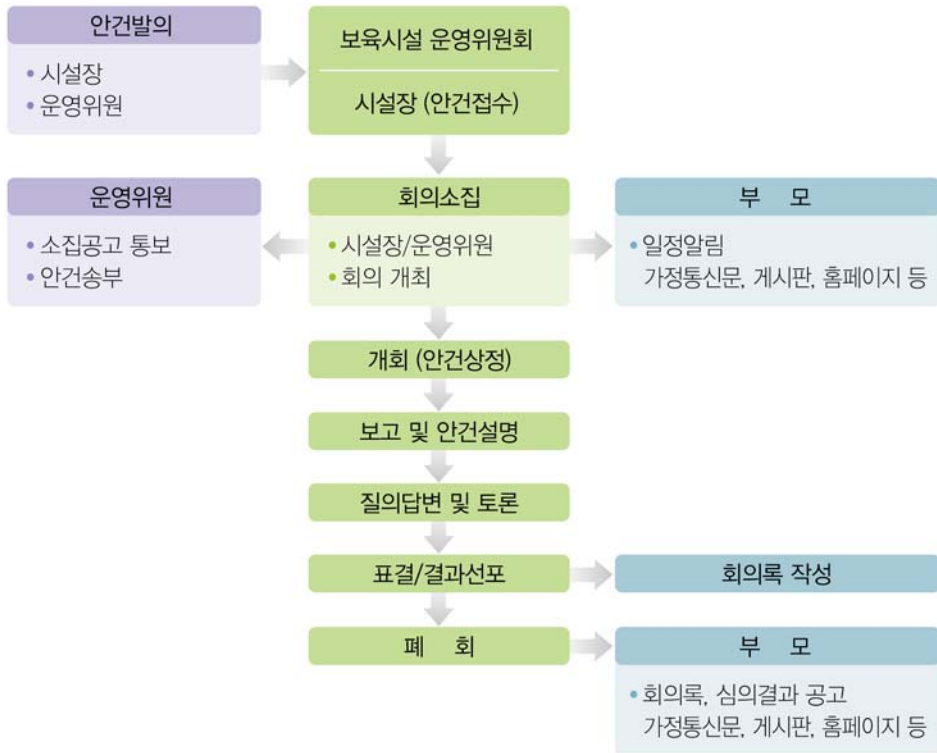 안건발의
• 시설장
• 운영위원
보육시설 운영위원회
시설장 (안건접수)
운영위원
• 소집공고 통보
• 안건송부
회의소집
• 시설장/운영위원
• 회의 개최
부 모
• 일정알림
가정통신문, 게시판, 홈페이지 등
개회 (안건상정)
보고 및 안건설명
질의답변 및 토론
표결/결과선포
회의록 작성
폐 회
부 모
• 회의록, 심의결과 공고
가정통신문, 게시판, 홈페이지 등